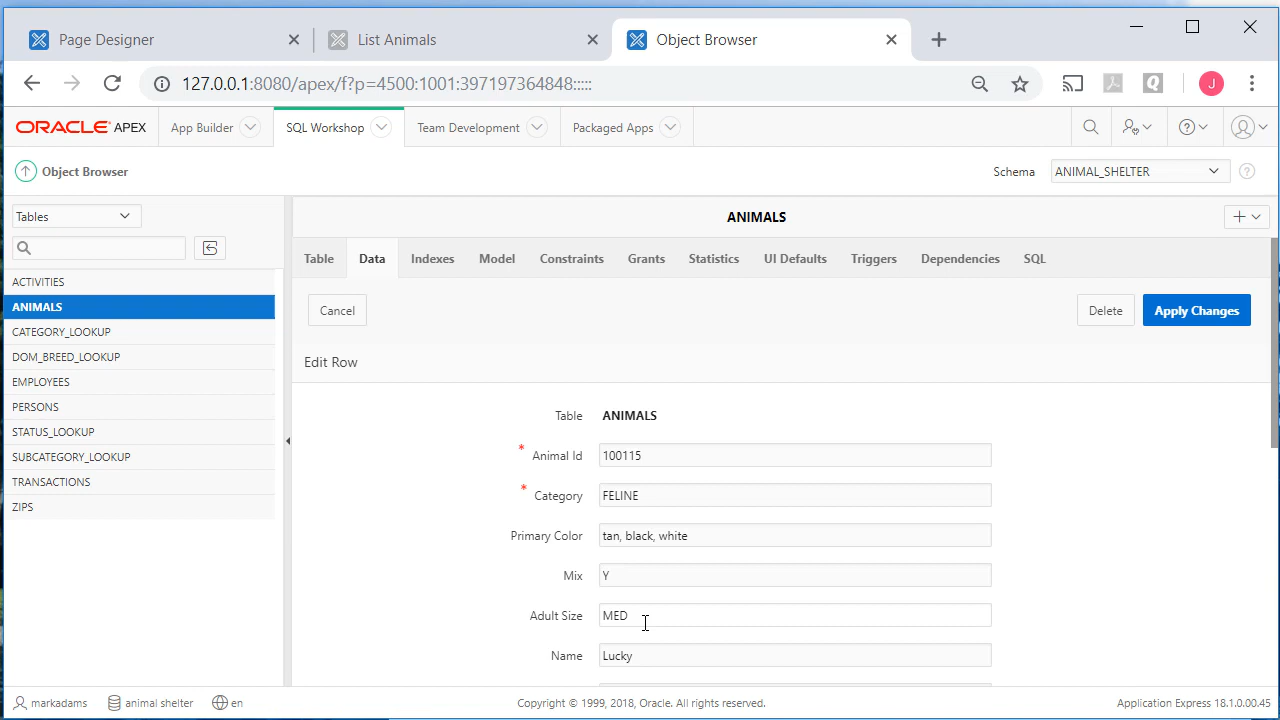 Page Designer
List Animals
Object Browser
127.0.0.1:8080/apex/f?p=4500:1001:397197364848:::::
J
ORACLE APEX
App Builder
SQL Workshop
Team Development
Packaged Apps
Object Browser
Schema
ANIMAL_SHELTER
Tables
ANIMALS
Table
Data
Indexes
Model
Constraints
Grants
Statistics
UI Defaults
Triggers
Dependencies
SQL
ACTIVITIES
ANIMALS
CATEGORY_LOOKUP
DOM_BREED_LOOKUP
EMPLOYEES
PERSONS
STATUS_LOOKUP
SUBCATEGORY_LOOKUP
TRANSACTIONS
ZIPS
Cancel
Delete
Apply Changes
Edit Row
Table ANIMALS
* Animal Id 100115
* Category FELINE
Primary Color tan, black, white
Mix Y
Adult Size MED
Name Lucky
markadams
animal shelter
en
Copyright © 1999, 2018, Oracle. All rights reserved.
Application Express 18.1.0.00.45